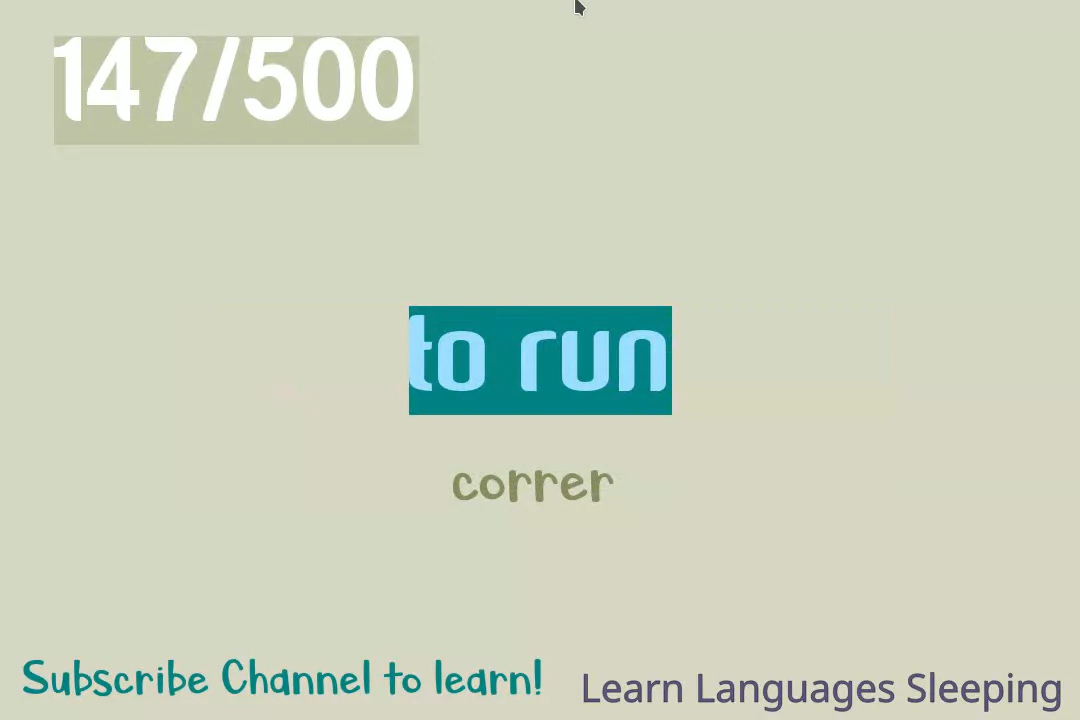 147/500
to run
correr
Subscribe Channel to learn!
Learn Languages Sleeping